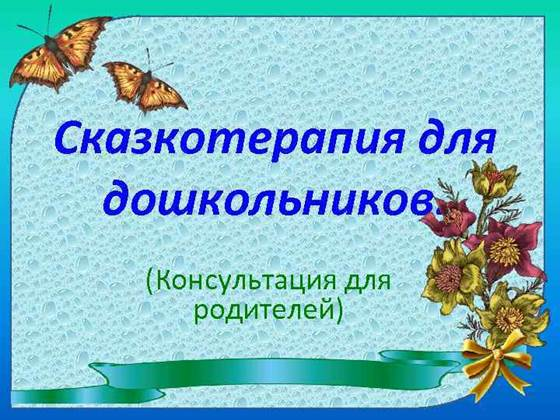 Сказкотерапия для
дошкольников.
(Консультация для
родителей)